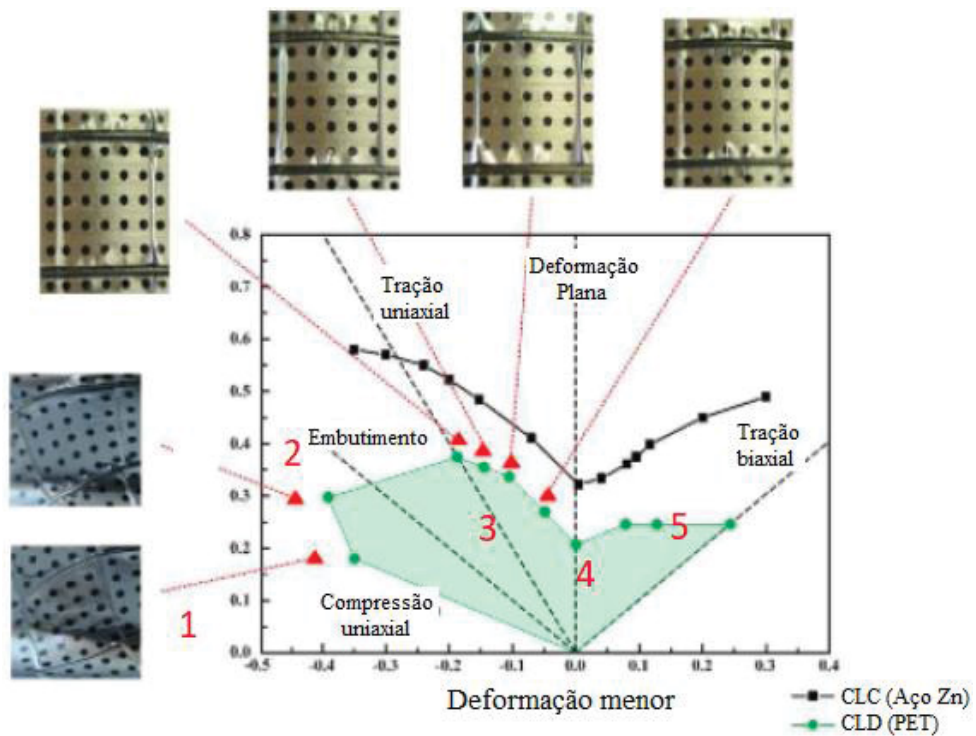 0.8
0.7
0.6
0.5
0.4
0.3
0.2
0.1
0.0
Tração
uniaxial
Deformação
Plana
Embutimento
Tração
biaxial
Compressão
uniaxial
1
2
3
4
5
-0.5
-0.4
-0.3
-0.2
-0.1
0.0
0.1
0.2
0.3
0.4
Deformação menor
CLC (Aço Zn)
CLD (PET)